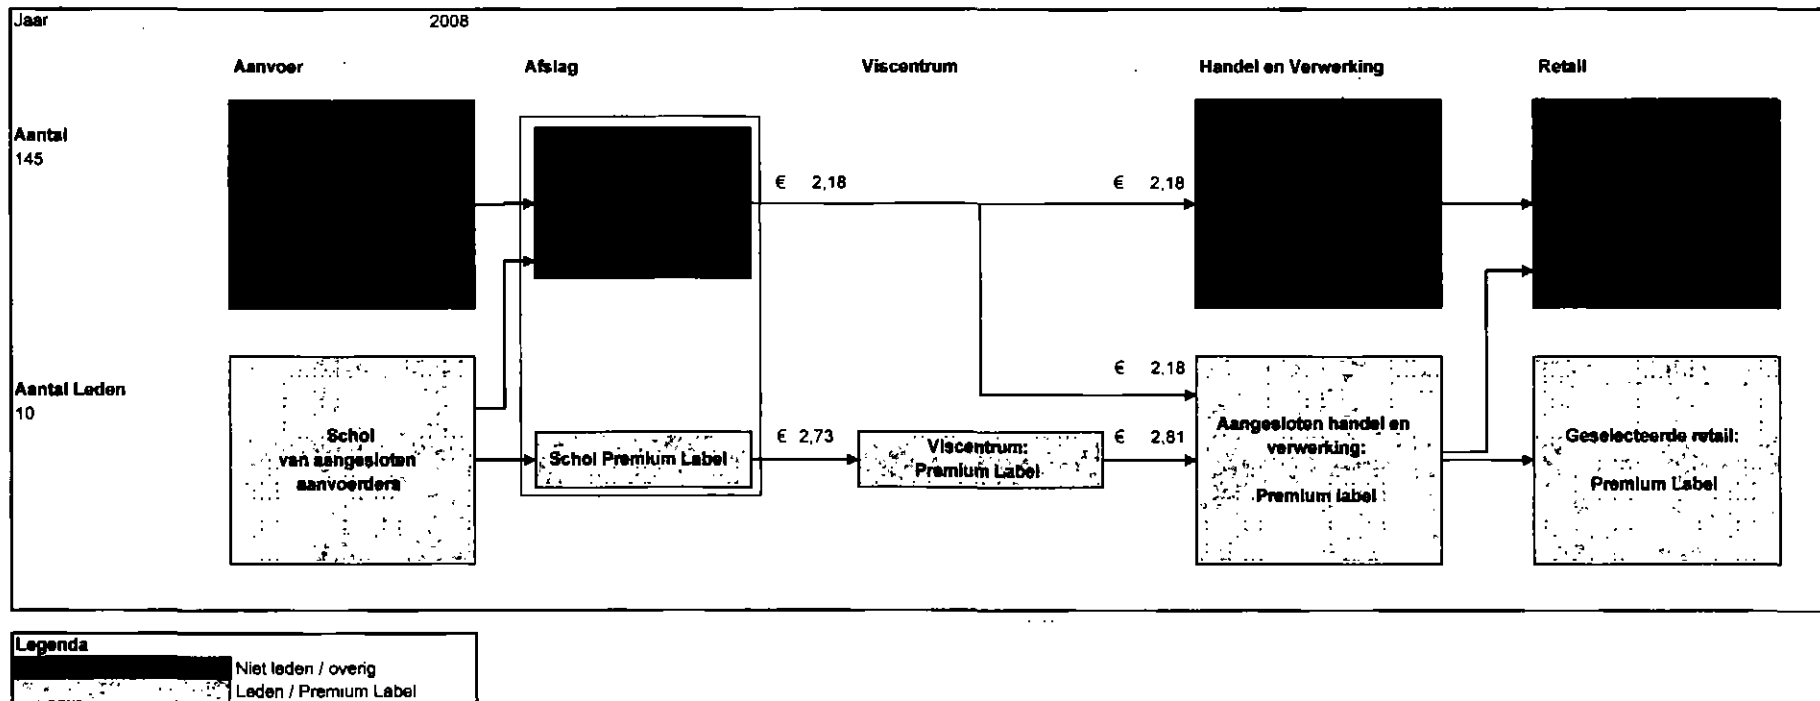 Jaar 2008
Aanvoer Afslag Viscentrum Handel en Verwerking Retail
Aantal
145
€ 2,18 € 2,18
€ 2,18
Aantal Leden
10
Schol
van aangesloten
aanvoerders
Schol Premium Label
€ 2,73
Viscentrum:
Premium Label
€ 2,81
Aangesloten handel en
verwerking:
Premium label
Geselecteerde retail:
Premium Label
Legenda
Niet leden / overig
Leden / Premium Label